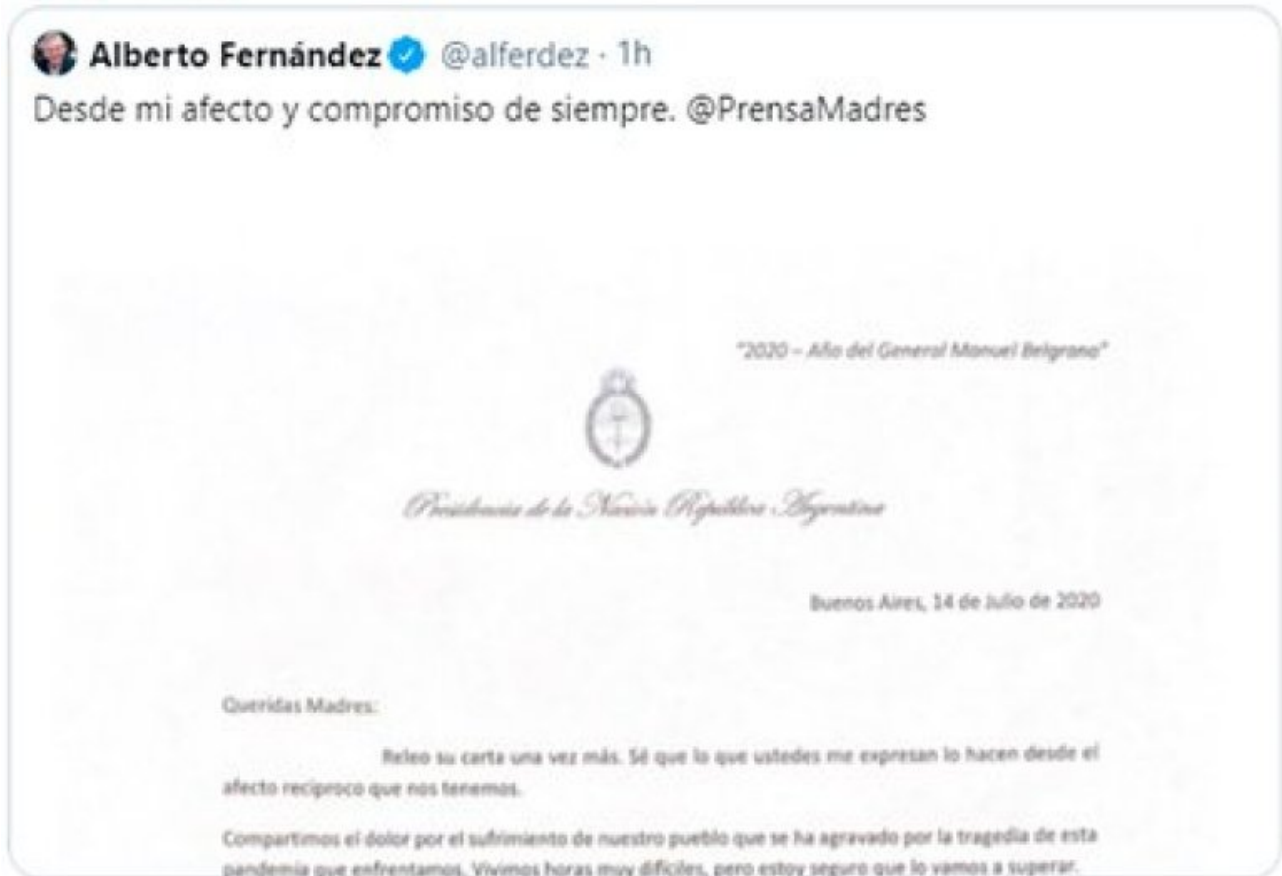 Alberto Fernández @alferdez · 1h
Desde mi afecto y compromiso de siempre. @PrensaMadres
"2020 – Año del General Manuel Belgrano"
Presidencia de la Nación República Argentina
Buenos Aires, 14 de Julio de 2020
Queridas Madres:
Releo su carta una vez más. Sé que lo que ustedes me expresan lo hacen desde el
afecto recíproco que nos tenemos.
Compartimos el dolor por el sufrimiento de nuestro pueblo que se ha agravado por la tragedia de esta
pandemia que enfrentamos. Vivimos horas muy difíciles, pero estoy seguro que lo vamos a superar.